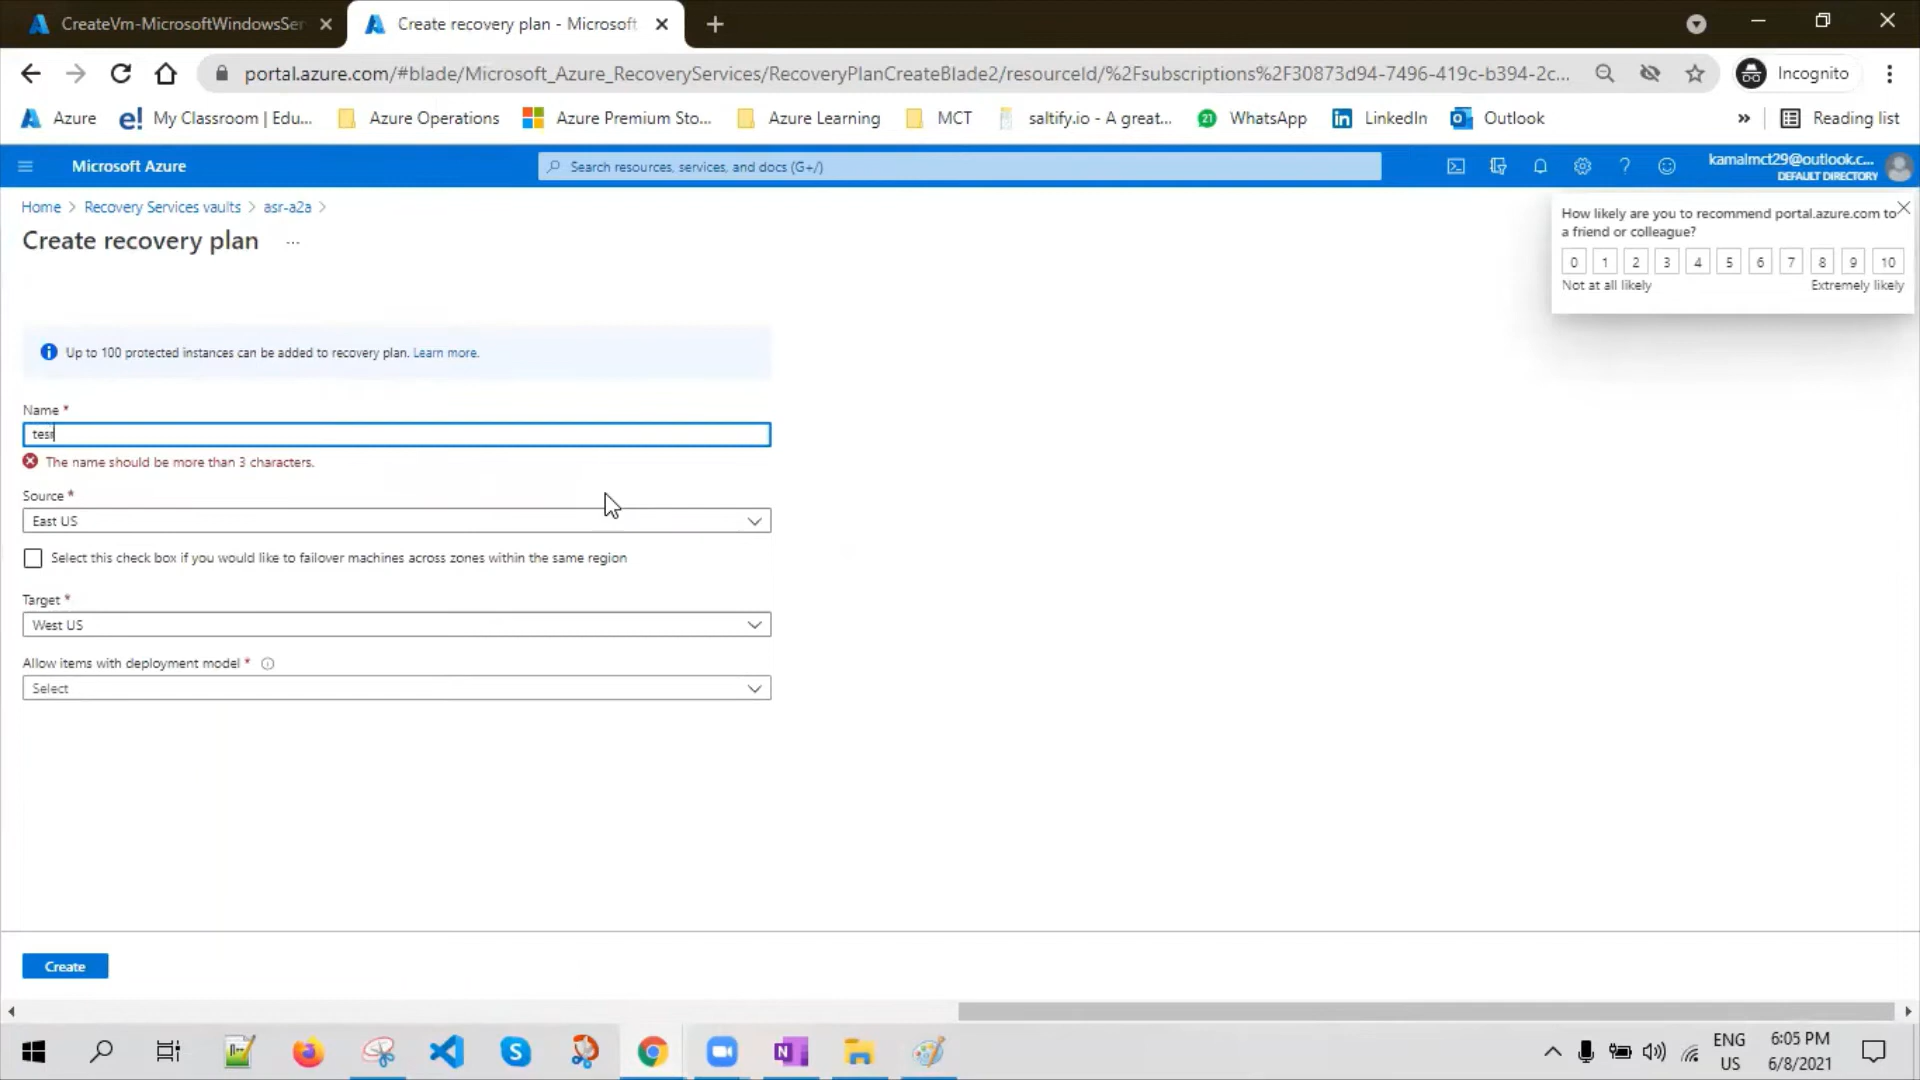 CreateVm-MicrosoftWindowsSer
Create recovery plan - Microsoft
portal.azure.com/#blade/Microsoft_Azure_RecoveryServices/RecoveryPlanCreateBlade2/resourceId/%2Fsubscriptions%2F30873d94-7496-419c-b394-2c...
Incognito
Azure
e! My Classroom | Edu...
Azure Operations
Azure Premium Sto...
Azure Learning
MCT
saltify.io - A great...
21 WhatsApp
in LinkedIn
Outlook
»
Reading list
Microsoft Azure
Search resources, services, and docs (G+/)
kamalmct29@outlook.c...
DEFAULT DIRECTORY
Home > Recovery Services vaults > asr-a2a >
Create recovery plan ...
How likely are you to recommend portal.azure.com to
a friend or colleague?
0 1 2 3 4 5 6 7 8 9 10
Not at all likely
Extremely likely
Up to 100 protected instances can be added to recovery plan. Learn more.
Name *
The name should be more than 3 characters.
Source *
East US
Select this check box if you would like to failover machines across zones within the same region
Target *
West US
Allow items with deployment model *
Select
Create
ENG
US
6:05 PM
6/8/2021